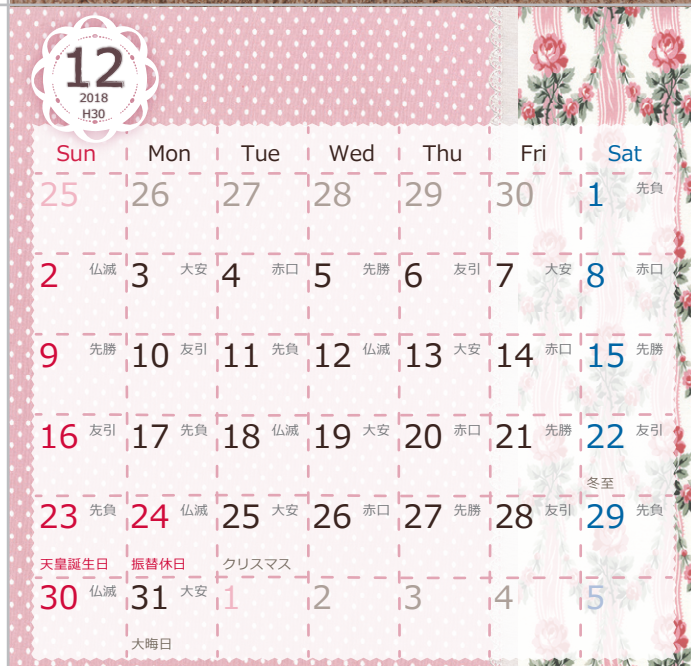 12
2018
H30
Sun Mon Tue Wed Thu Fri Sat
25 26 27 28 29 30 1 先負
2 仏滅 3 大安 4 赤口 5 先勝 6 友引 7 大安 8 赤口
9 先勝 10 友引 11 先負 12 仏滅 13 大安 14 赤口 15 先勝
16 友引 17 先負 18 仏滅 19 大安 20 赤口 21 先勝 22 友引
冬至
23 先負 24 仏滅 25 大安 26 赤口 27 先勝 28 友引 29 先負
天皇誕生日 振替休日 クリスマス
30 仏滅 31 大安 1 2 3 4 5
大晦日